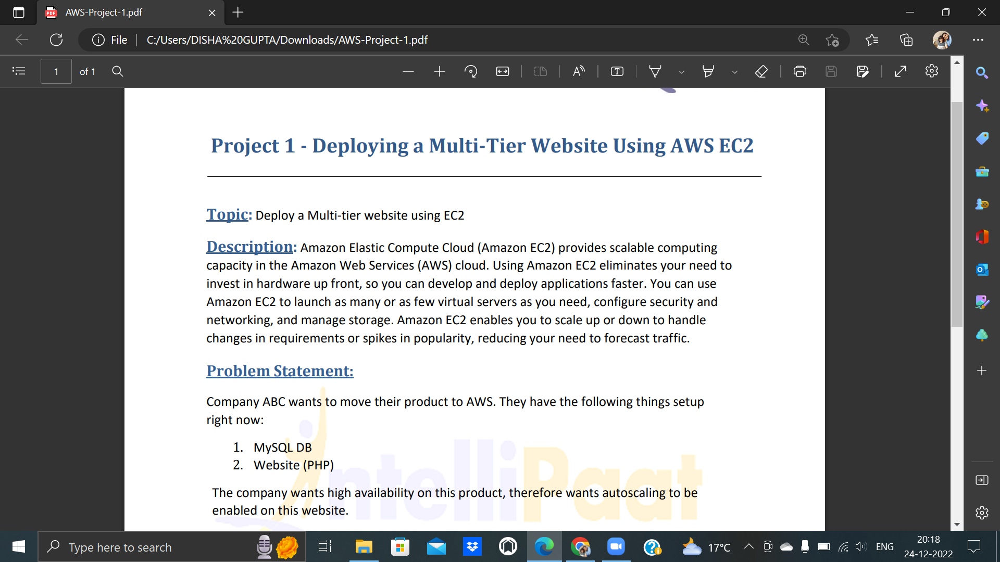 AWS-Project-1.pdf
File
C:/Users/DISHA%20GUPTA/Downloads/AWS-Project-1.pdf
1 of 1
Project 1 - Deploying a Multi-Tier Website Using AWS EC2
Topic: Deploy a Multi-tier website using EC2
Description: Amazon Elastic Compute Cloud (Amazon EC2) provides scalable computing
capacity in the Amazon Web Services (AWS) cloud. Using Amazon EC2 eliminates your need to
invest in hardware up front, so you can develop and deploy applications faster. You can use
Amazon EC2 to launch as many or as few virtual servers as you need, configure security and
networking, and manage storage. Amazon EC2 enables you to scale up or down to handle
changes in requirements or spikes in popularity, reducing your need to forecast traffic.
Problem Statement:
Company ABC wants to move their product to AWS. They have the following things setup
right now:
1. MySQL DB
2. Website (PHP)
IntelliPaat
The company wants high availability on this product, therefore wants autoscaling to be
enabled on this website.
Type here to search
17°C
ENG
20:18
24-12-2022